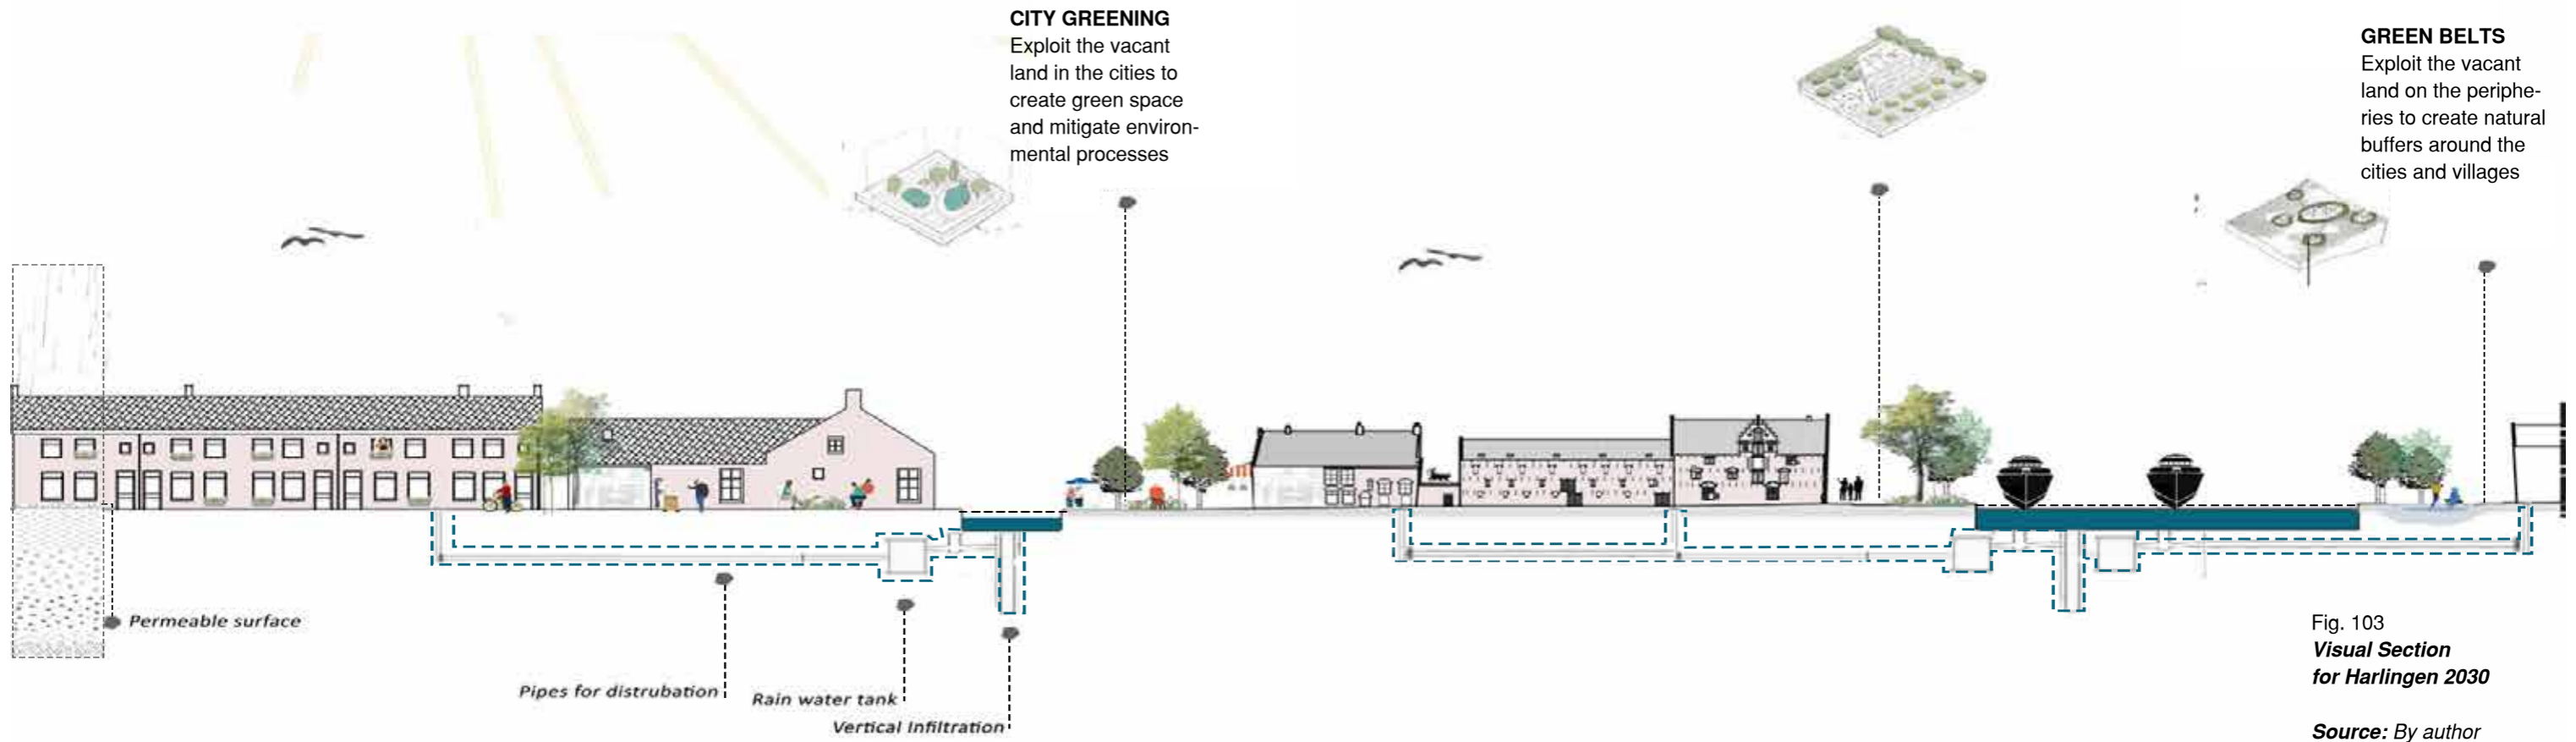 CITY GREENING
Exploit the vacant
land in the cities to
create green space
and mitigate environ-
mental processes
GREEN BELTS
Exploit the vacant
land on the periphe-
ries to create natural
buffers around the
cities and villages
Permeable surface
Pipes for distrubation
Rain water tank
Vertical Infiltration
Fig. 103
Visual Section
for Harlingen 2030
Source: By author